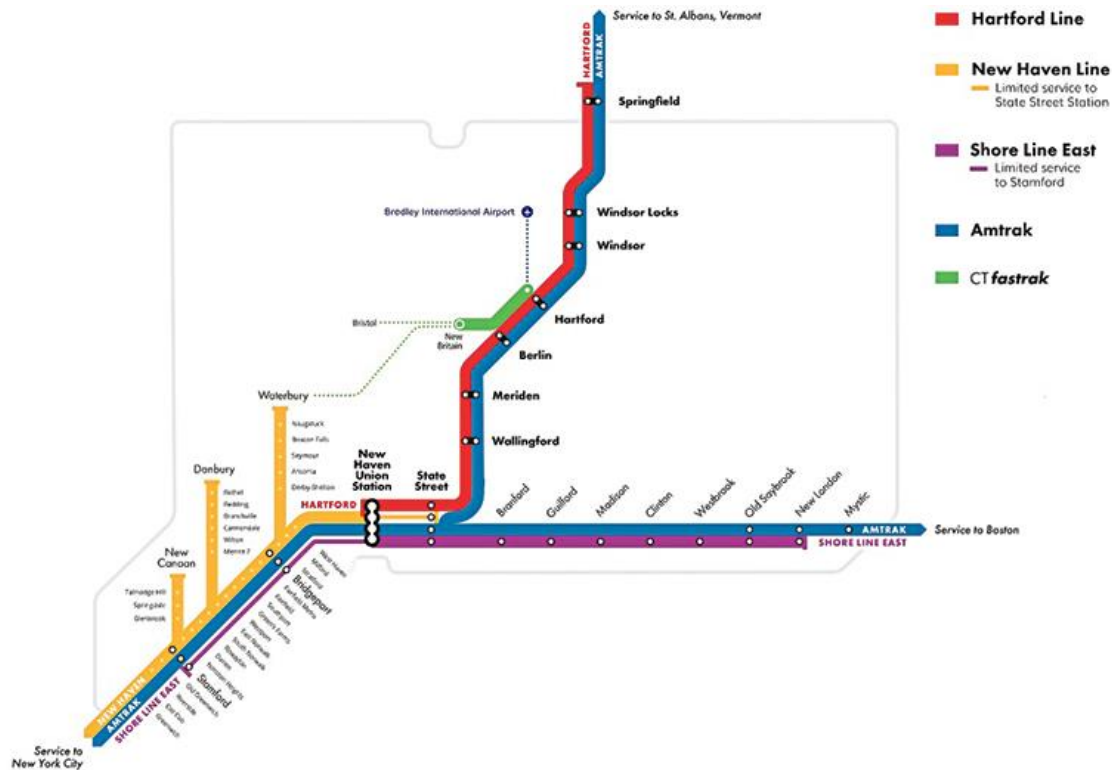 Service to St. Albans, Vermont
HARTFORD
AMTRAK
Springfield
Bradley International Airport
Windsor Locks
Windsor
Hartford
Bristol
New
Britain
Berlin
Waterbury
Meriden
Naugatuck
Beacon Falls
Seymour
Ansonia
Derby-Shelton
Wallingford
New
Haven
Union
Station
State
Street
Danbury
Bethel
Redding
Branchville
Cannondale
Wilton
Merritt 7
HARTFORD
Branford
Guilford
Madison
Clinton
Westbrook
Old Saybrook
New London
Mystic
AMTRAK
Service to Boston
SHORE LINE EAST
New
Canaan
Talmadge Hill
Springdale
Glenbrook
West Haven
Milford
Stratford
Bridgeport
Fairfield Metro
Fairfield
Southport
Green's Farms
Westport
East Norwalk
South Norwalk
Rowayton
Darien
Noroton Heights
Stamford
Old Greenwich
Riverside
Cos Cob
Greenwich
NEW HAVEN
AMTRAK
SHORE LINE EAST
Service to
New York City
Hartford Line
New Haven Line
Limited service to
State Street Station
Shore Line East
Limited service
to Stamford
Amtrak
CTfastrak